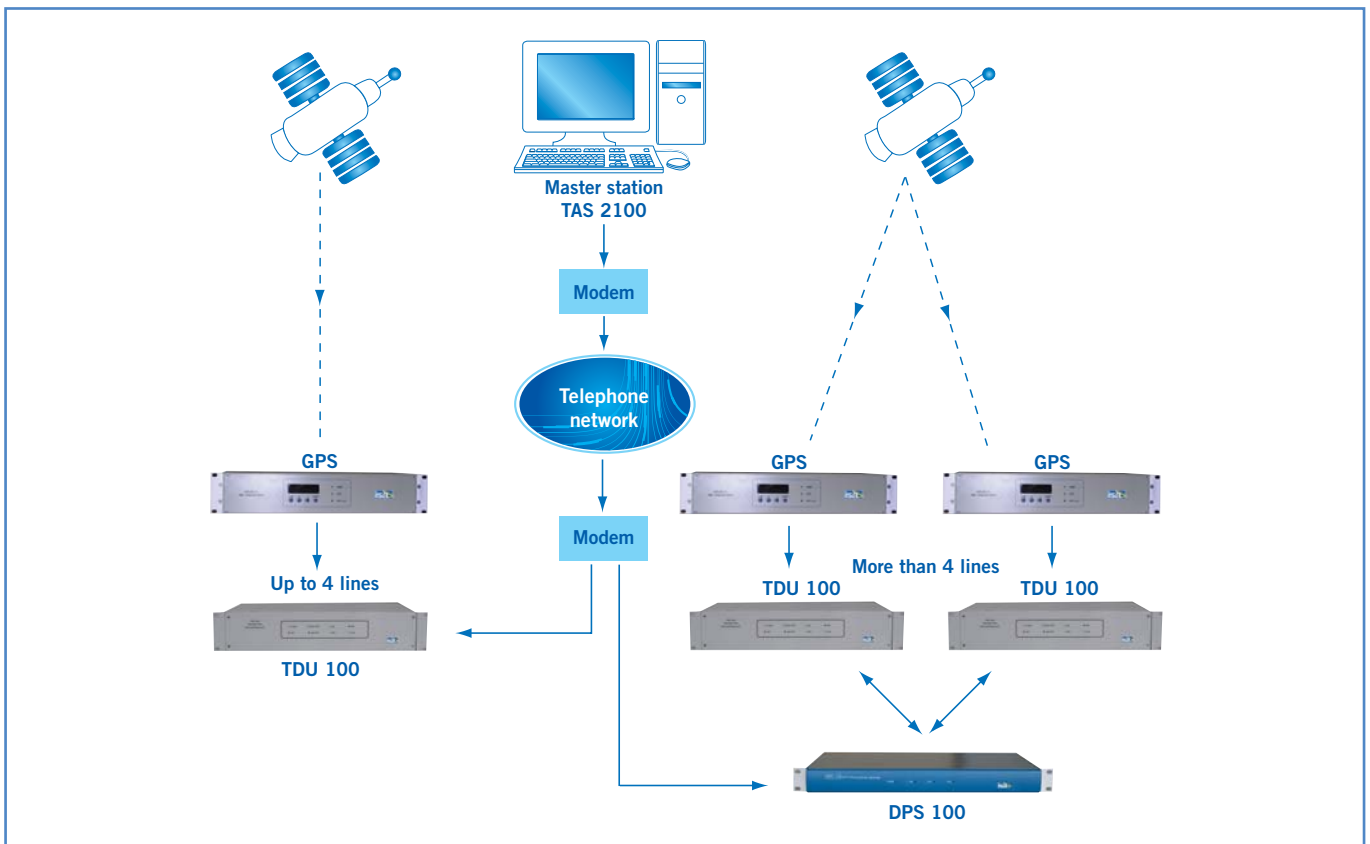 Master station
TAS 2100
Modem
Telephone
network
GPS
GPS
GPS
Modem
Up to 4 lines
More than 4 lines
TDU 100
TDU 100
TDU 100
DPS 100